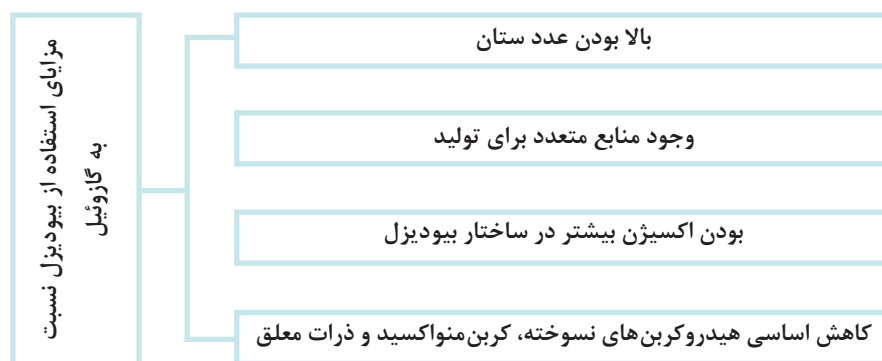 مزایای استفاده از بیودیزل نسبت
به گازوئیل
بالا بودن عدد ستان
وجود منابع متعدد برای تولید
بودن اکسیژن بیشتر در ساختار بیودیزل
کاهش اساسی هیدروکربن‌های نسوخته، کربن‌منواکسید و ذرات معلق